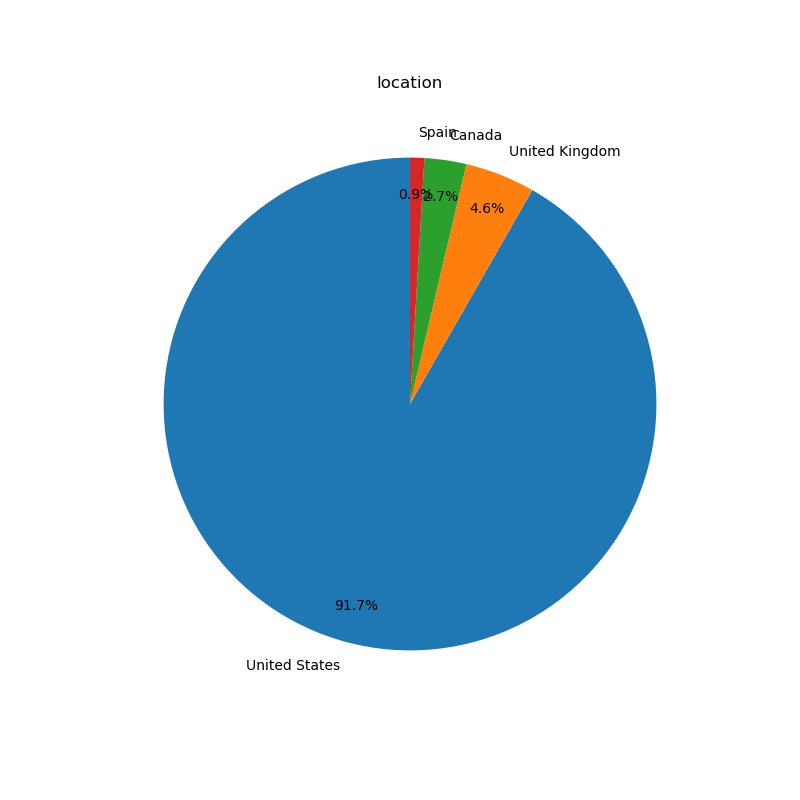 location
Spain
Canada
United Kingdom
0.9%
2.7%
4.6%
91.7%
United States